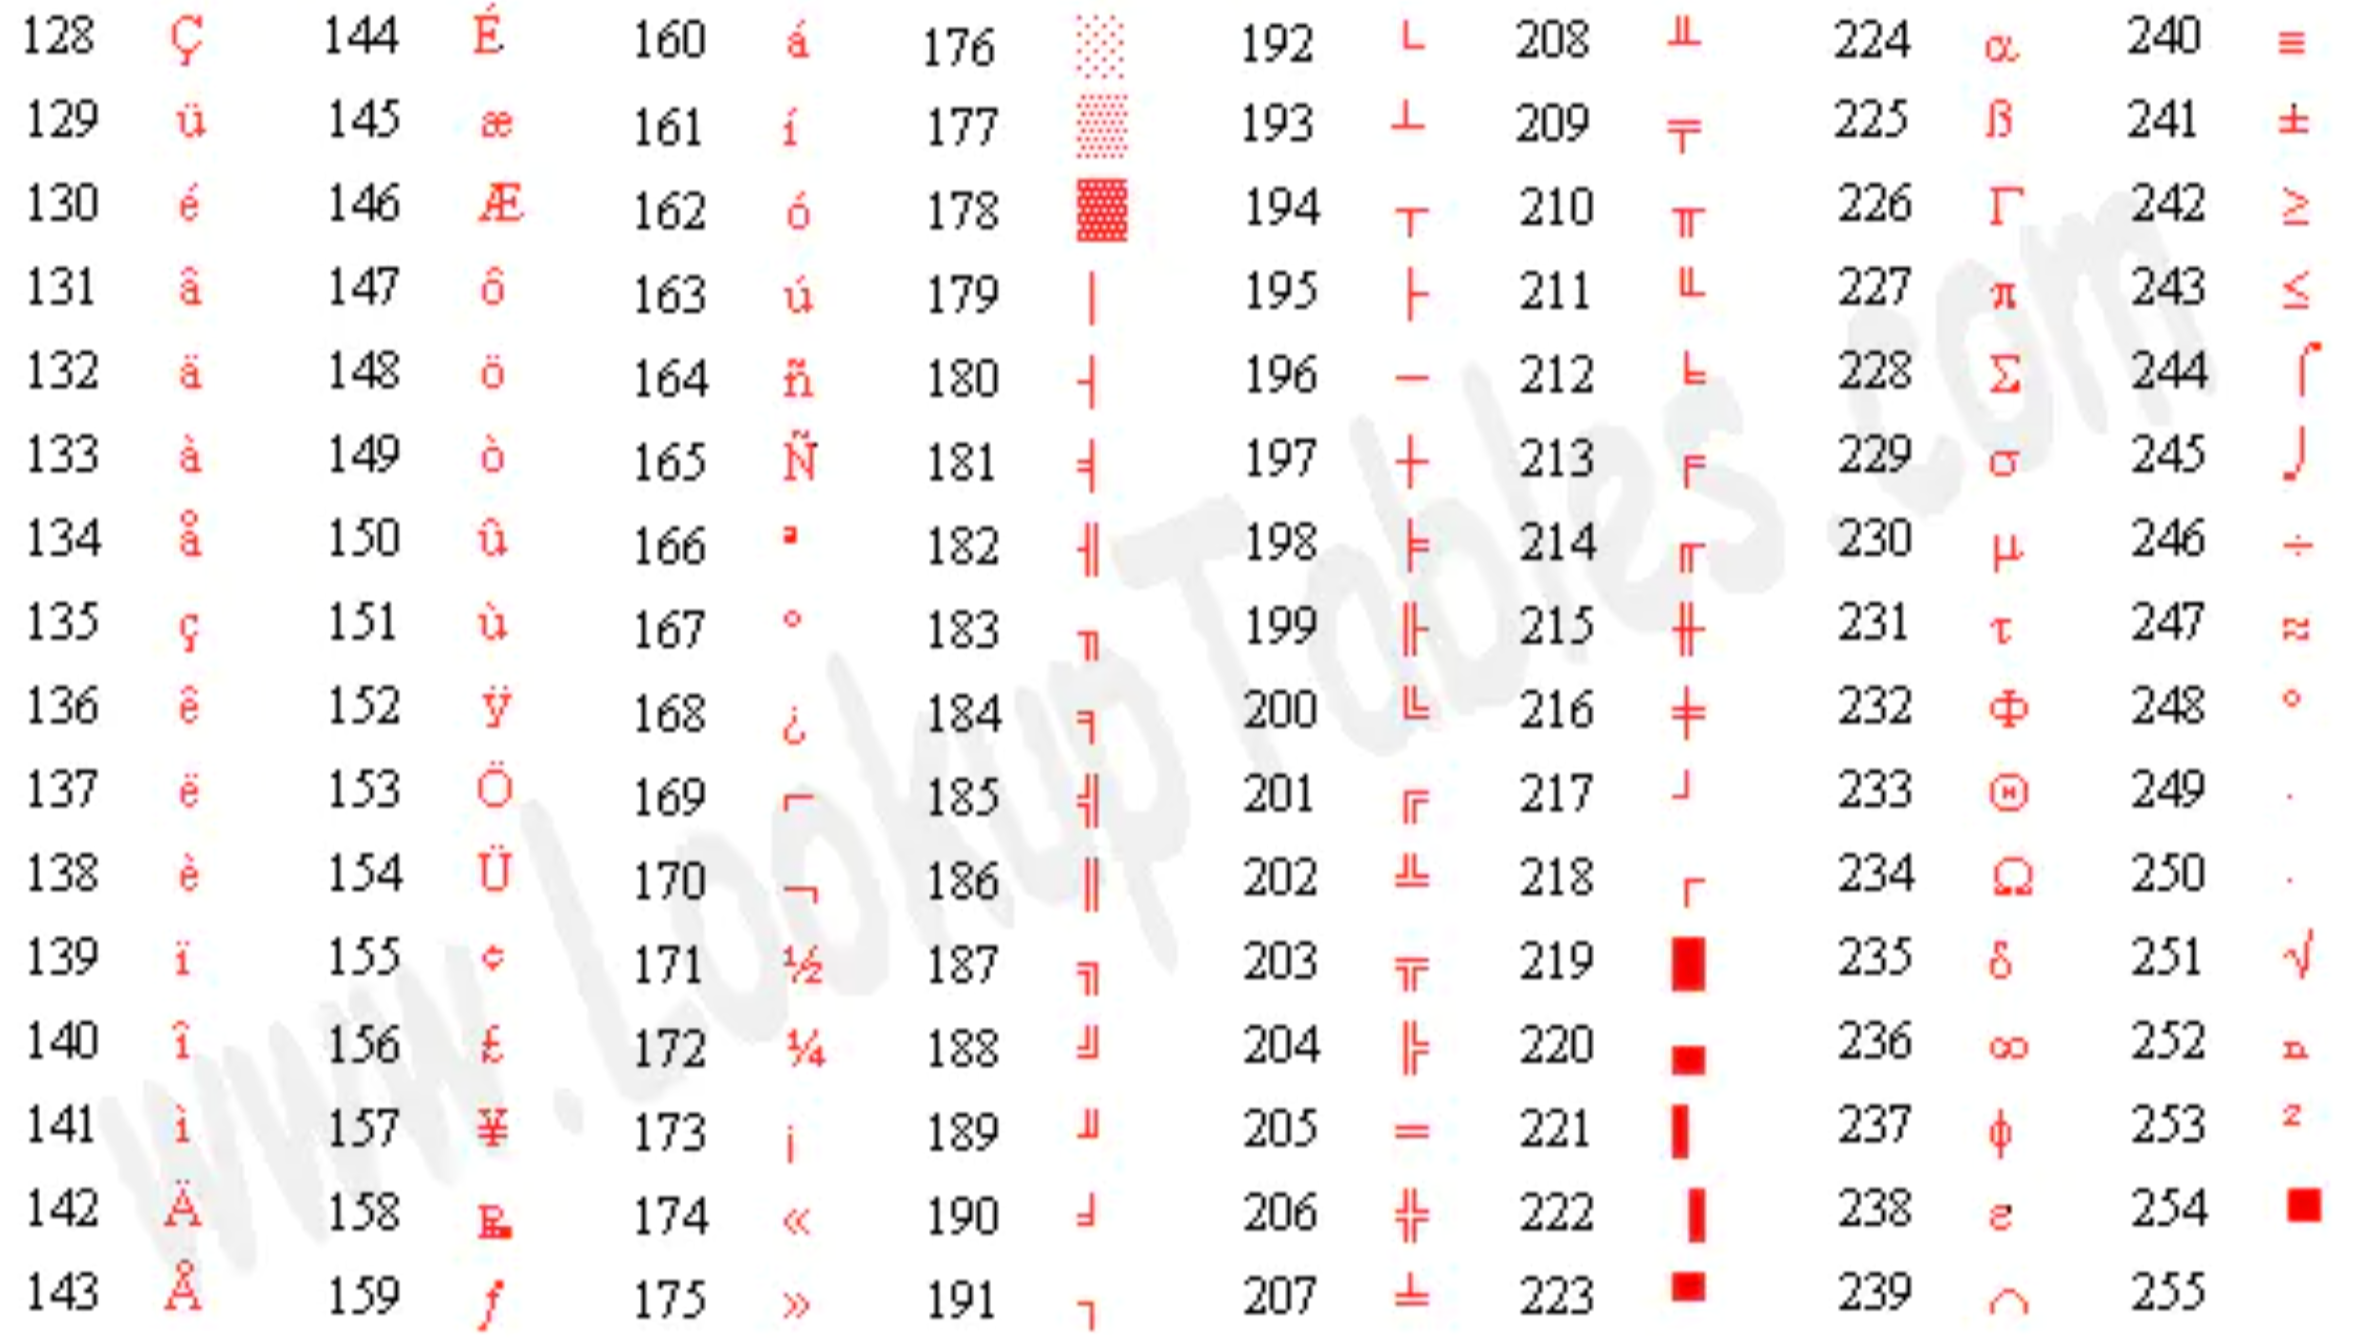 128 Ç 144 É 160 á 176 ░ 192 └ 208 ╨ 224 α 240 ≡
129 ü 145 æ 161 í 177 ▒ 193 ┴ 209 ╤ 225 ß 241 ±
130 é 146 Æ 162 ó 178 ▓ 194 ┬ 210 ╥ 226 Γ 242 ≥
131 â 147 ô 163 ú 179 │ 195 ├ 211 ╙ 227 π 243 ≤
132 ä 148 ö 164 ñ 180 ┤ 196 ─ 212 ╘ 228 Σ 244 ⌠
133 à 149 ò 165 Ñ 181 ╡ 197 ┼ 213 ╒ 229 σ 245 ⌡
134 å 150 û 166 ª 182 ╢ 198 ╞ 214 ╓ 230 µ 246 ÷
135 ç 151 ù 167 º 183 ╖ 199 ╟ 215 ╫ 231 τ 247 ≈
136 ê 152 ÿ 168 ¿ 184 ╕ 200 ╚ 216 ╪ 232 Φ 248 °
137 ë 153 Ö 169 ⌐ 185 ╣ 201 ╔ 217 ┘ 233 Θ 249 ∙
138 è 154 Ü 170 ¬ 186 ║ 202 ╩ 218 ┌ 234 Ω 250 ·
139 ï 155 ¢ 171 ½ 187 ╗ 203 ╦ 219 █ 235 δ 251 √
140 î 156 £ 172 ¼ 188 ╝ 204 ╠ 220 ▄ 236 ∞ 252 ⁿ
141 ì 157 ¥ 173 ¡ 189 ╜ 205 ═ 221 ▌ 237 φ 253 ²
142 Ä 158 ₧ 174 « 190 ╛ 206 ╬ 222 ▐ 238 ε 254 ■
143 Å 159 ƒ 175 » 191 ┐ 207 ╧ 223 ▀ 239 ∩ 255
www.LookupTables.com